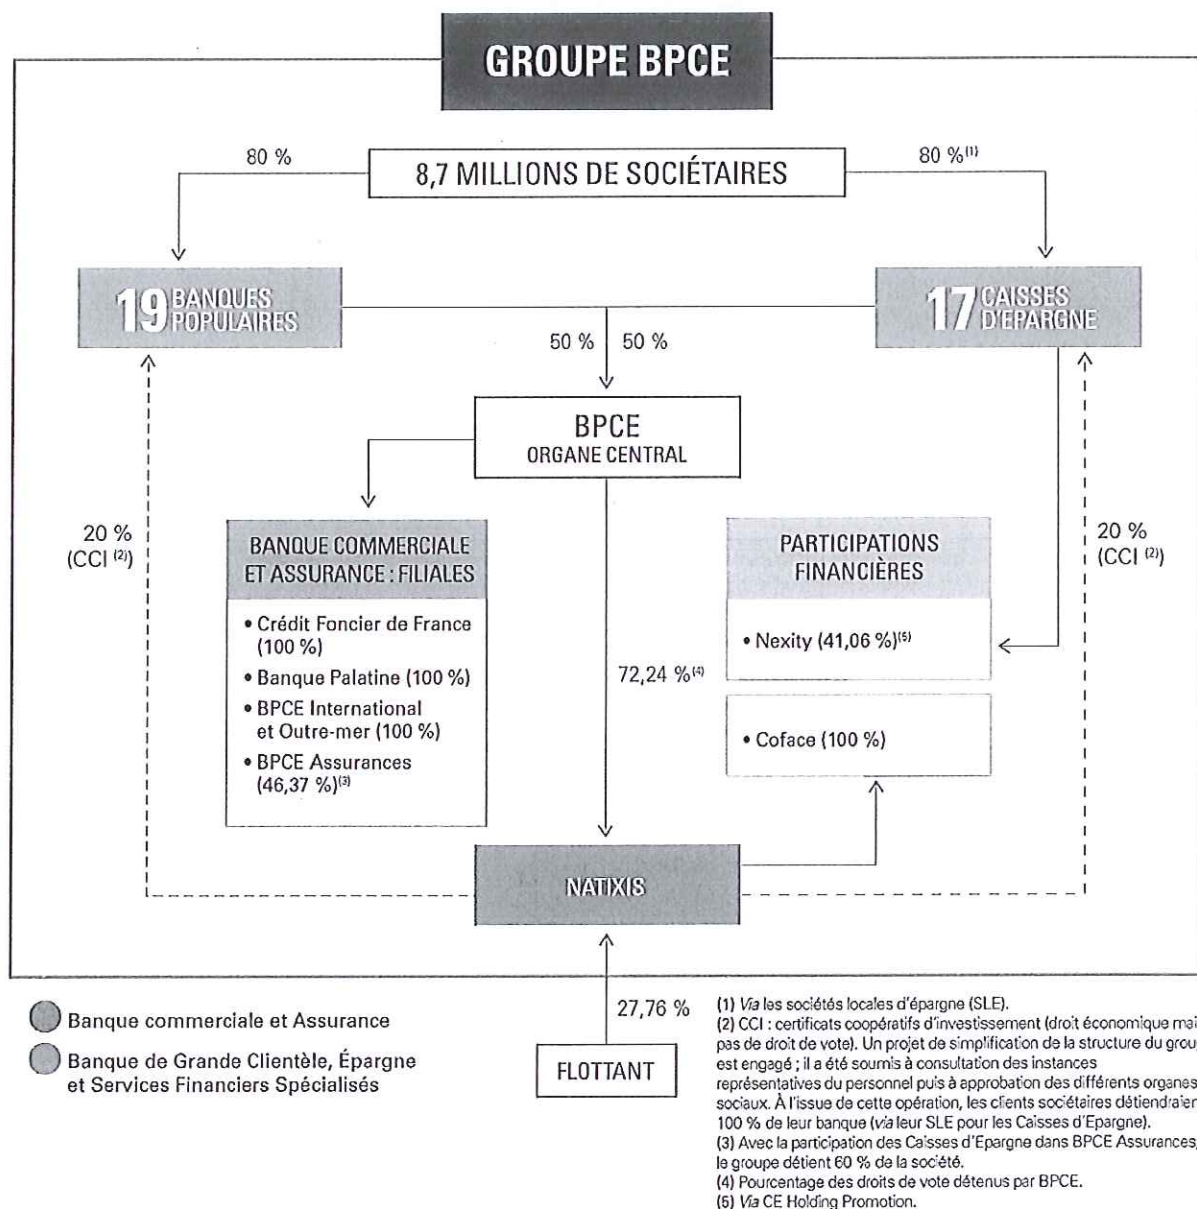 GROUPE BPCE
80 %
8,7 MILLIONS DE SOCIÉTAIRES
80 %(1)
19 BANQUES
POPULAIRES
17 CAISSES
D'EPARGNE
50 %
50 %
BPCE
ORGANE CENTRAL
20 %
(CCI (2))
BANQUE COMMERCIALE
ET ASSURANCE : FILIALES
• Crédit Foncier de France
(100 %)
• Banque Palatine (100 %)
• BPCE International
et Outre-mer (100 %)
• BPCE Assurances
(46,37 %)(3)
72,24 %(4)
PARTICIPATIONS
FINANCIÈRES
• Nexity (41,06 %)(5)
• Coface (100 %)
20 %
(CCI (2))
NATIXIS
27,76 %
FLOTTANT
Banque commerciale et Assurance
Banque de Grande Clientèle, Épargne
et Services Financiers Spécialisés
(1) Via les sociétés locales d'épargne (SLE).
(2) CCI : certificats coopératifs d'investissement (droit économique mai
pas de droit de vote). Un projet de simplification de la structure du group
est engagé ; il a été soumis à consultation des instances
représentatives du personnel puis à approbation des différents organes
sociaux. À l'issue de cette opération, les clients sociétaires détiendraien
100 % de leur banque (via leur SLE pour les Caisses d'Epargne).
(3) Avec la participation des Caisses d'Epargne dans BPCE Assurances,
le groupe détient 60 % de la société.
(4) Pourcentage des droits de vote détenus par BPCE.
(5) Via CE Holding Promotion.